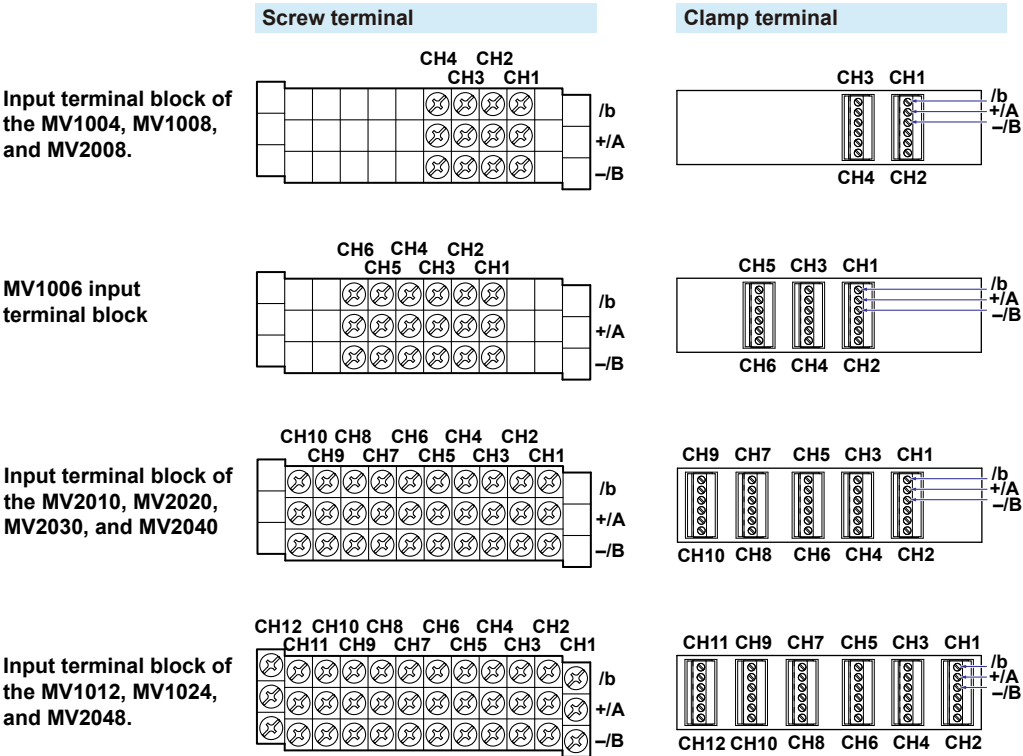 Screw terminal
Clamp terminal
Input terminal block of
the MV1004, MV1008,
and MV2008.
CH4 CH2
CH3 CH1
/b
+/A
–/B
CH3 CH1
/b
+/A
–/B
CH4 CH2
MV1006 input
terminal block
CH6 CH4 CH2
CH5 CH3 CH1
/b
+/A
–/B
CH5 CH3 CH1
/b
+/A
–/B
CH6 CH4 CH2
Input terminal block of
the MV2010, MV2020,
MV2030, and MV2040
CH10 CH8 CH6 CH4 CH2
CH9 CH7 CH5 CH3 CH1
/b
+/A
–/B
CH9 CH7 CH5 CH3 CH1
/b
+/A
–/B
CH10 CH8 CH6 CH4 CH2
Input terminal block of
the MV1012, MV1024,
and MV2048.
CH12 CH10 CH8 CH6 CH4 CH2
CH11 CH9 CH7 CH5 CH3 CH1
/b
+/A
–/B
CH11 CH9 CH7 CH5 CH3 CH1
/b
+/A
–/B
CH12 CH10 CH8 CH6 CH4 CH2